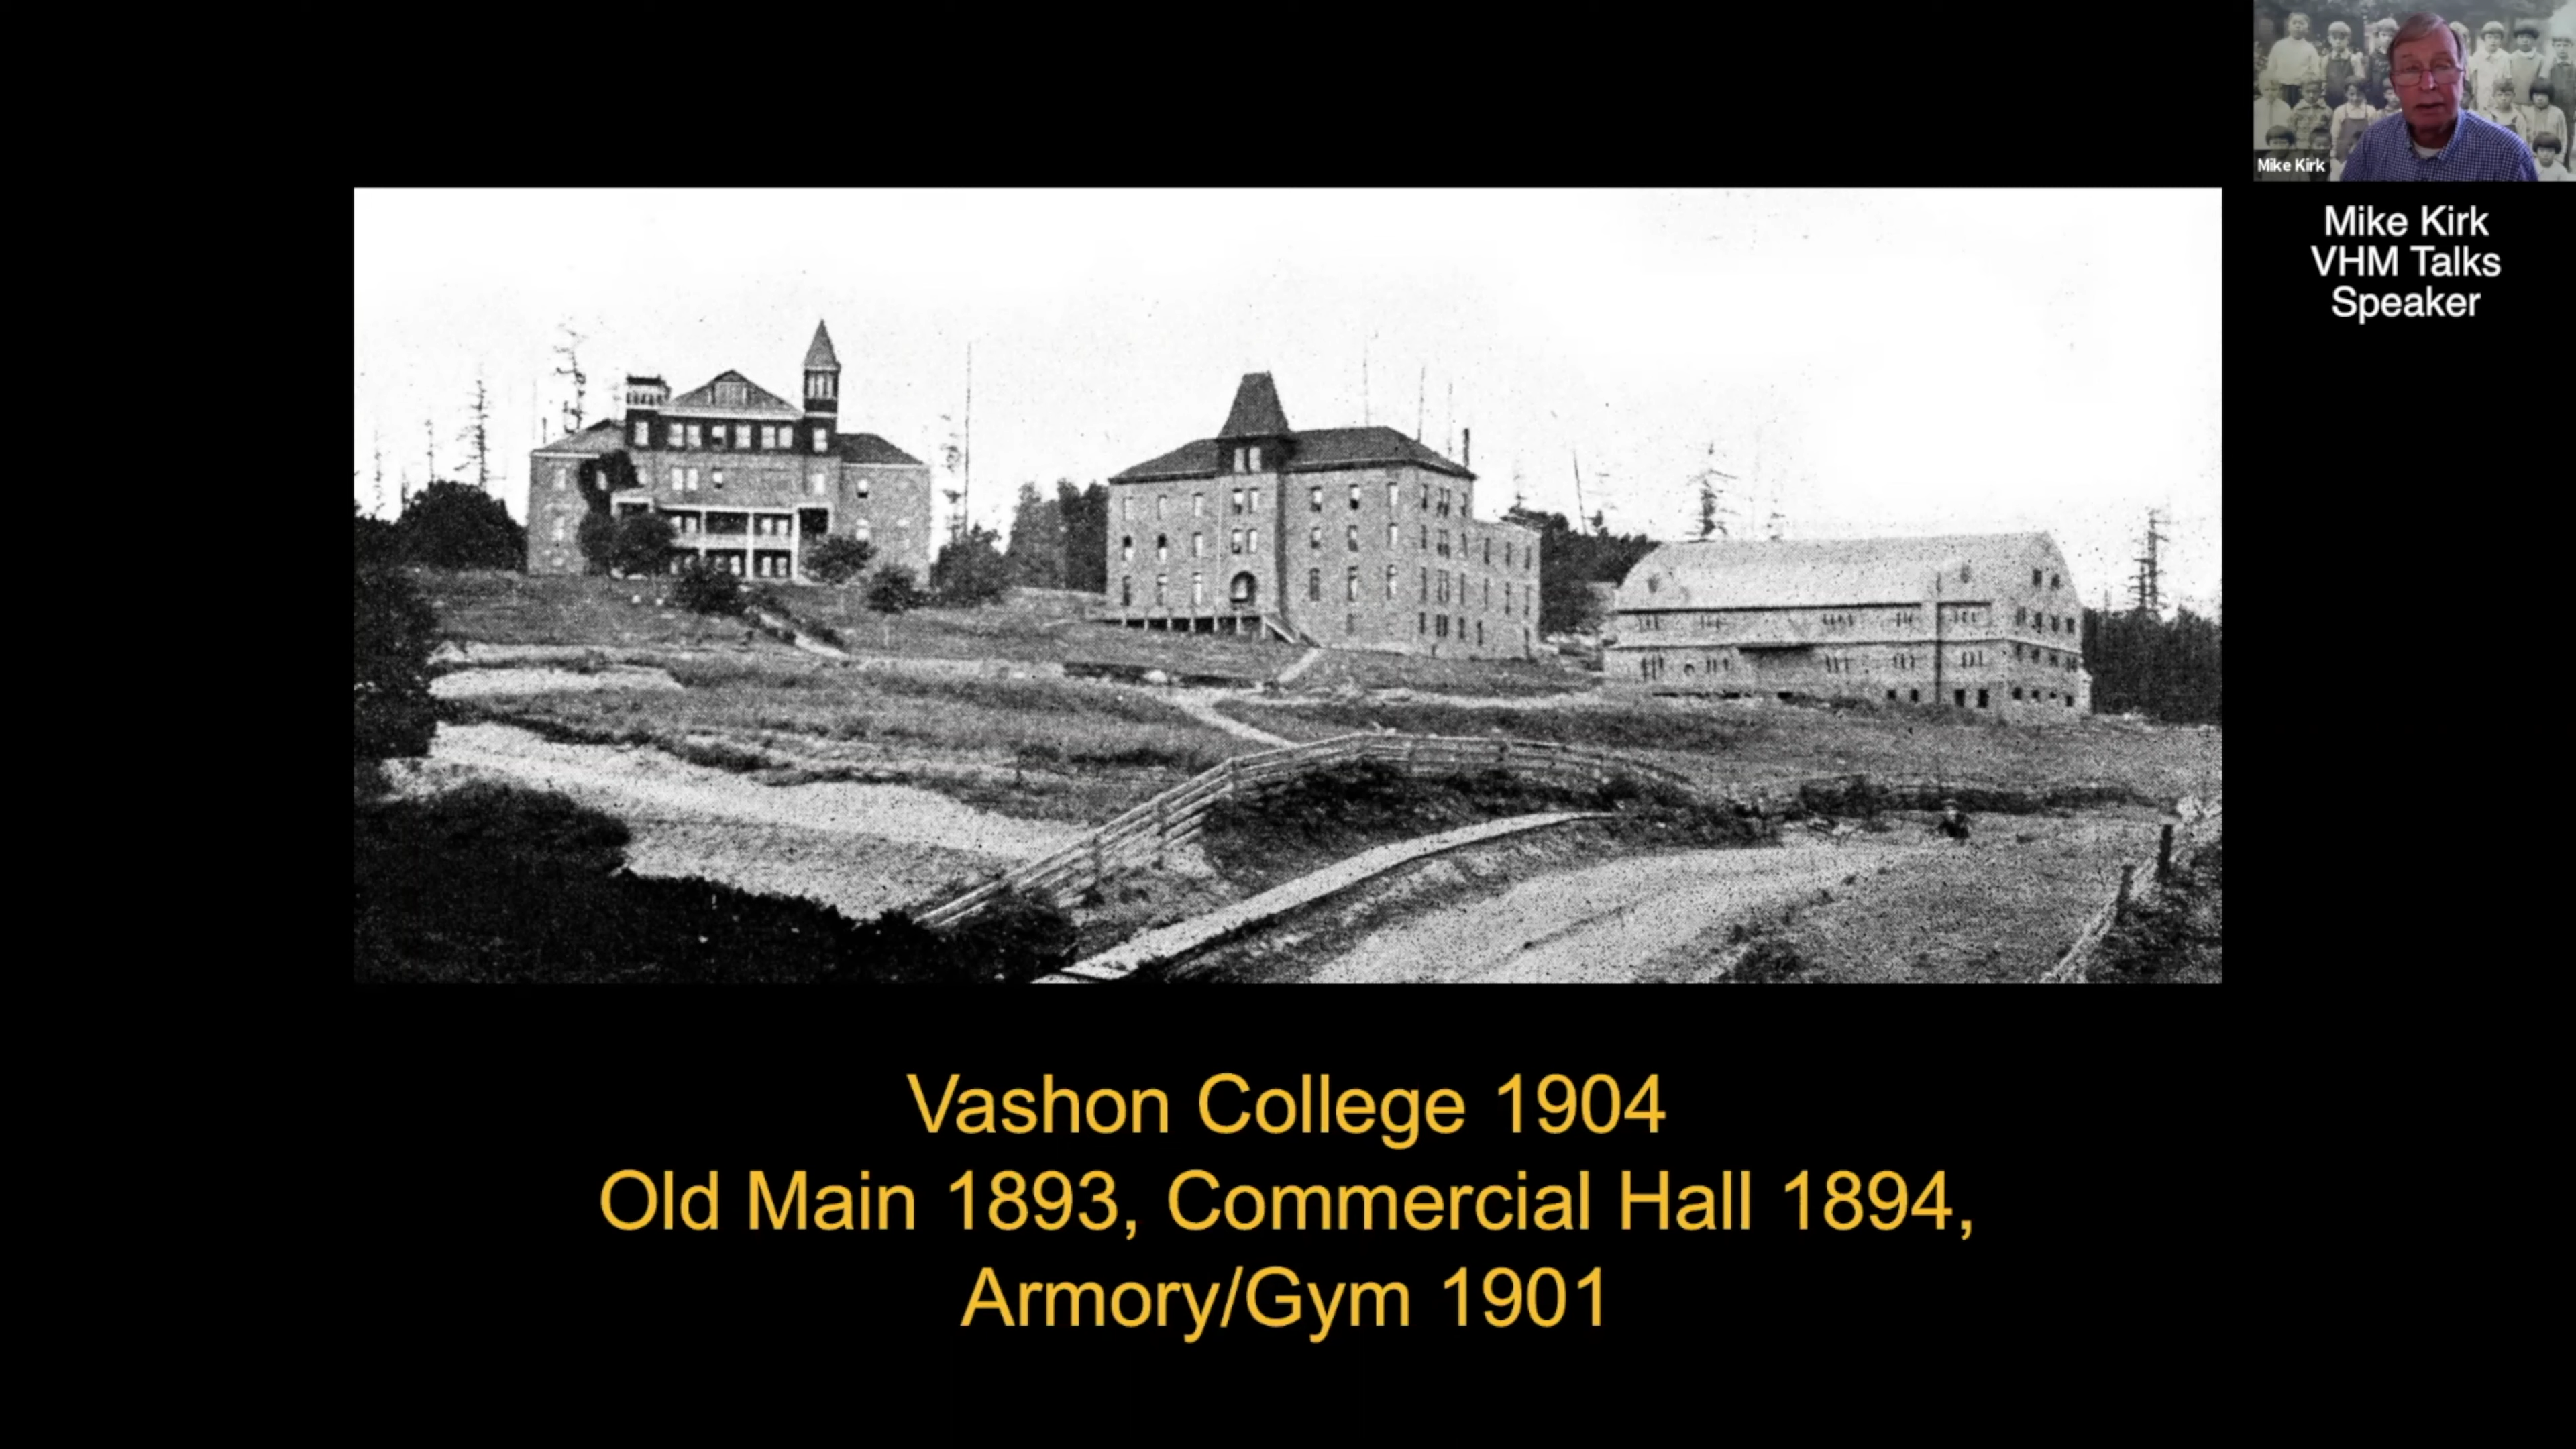 Mike Kirk
Mike Kirk
VHM Talks
Speaker
Vashon College 1904
Old Main 1893, Commercial Hall 1894,
Armory/Gym 1901